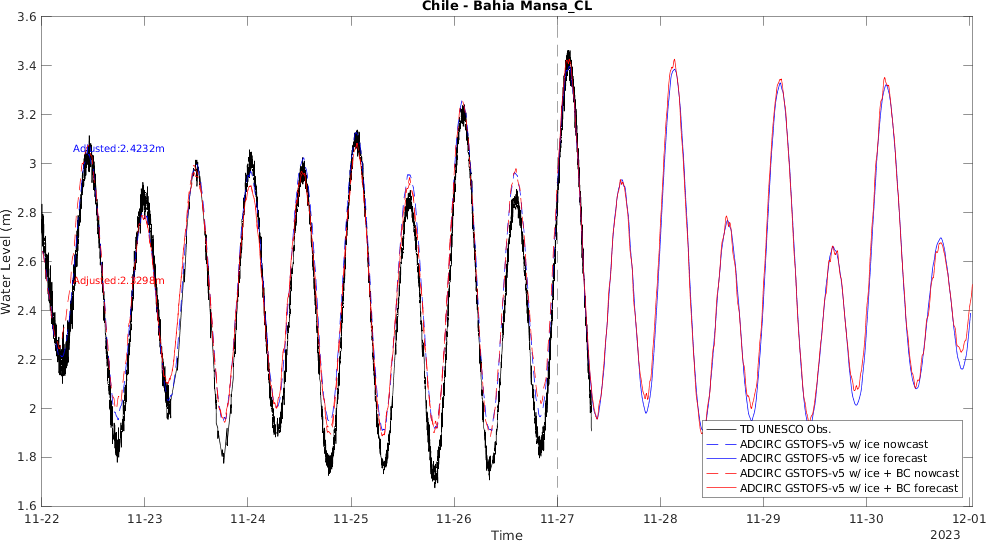 Chile - Bahia Mansa_CL
Water Level (m)
3.6
3.4
3.2
3
2.8
2.6
2.4
2.2
2
1.8
1.6
Adjusted:2.4232m
TD UNESCO Obs.
ADCIRC GSTOFS-v5 w/ ice nowcast
ADCIRC GSTOFS-v5 w/ ice forecast
ADCIRC GSTOFS-v5 w/ ice + BC nowcast
ADCIRC GSTOFS-v5 w/ ice + BC forecast
11-22
11-23
11-24
11-25
11-26
11-27
11-28
11-29
11-30
12-01
Time
2023